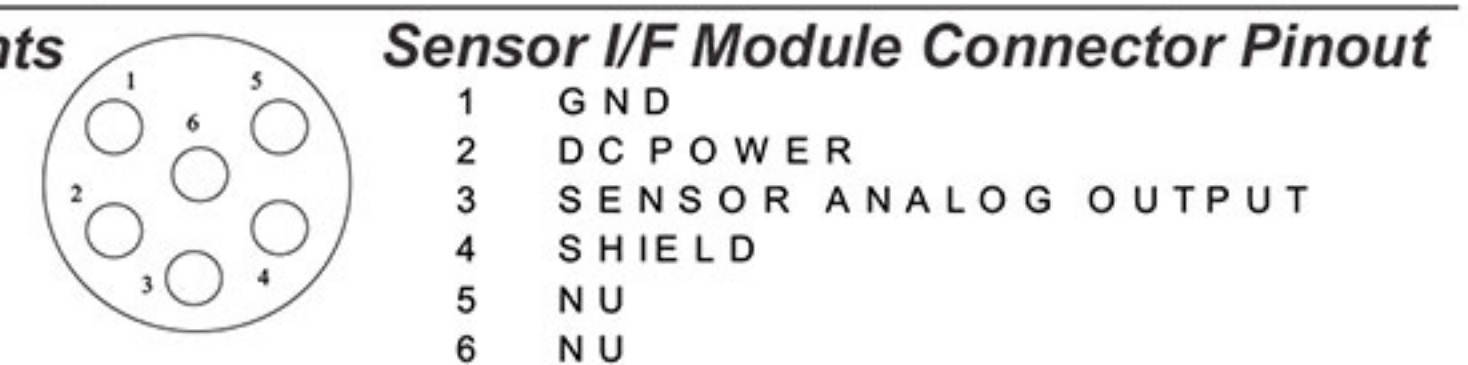 nts
Sensor I/F Module Connector Pinout
1 GND
2 DC POWER
3 SENSOR ANALOG OUTPUT
4 SHIELD
5 NU
6 NU
1
5
6
2
3
4